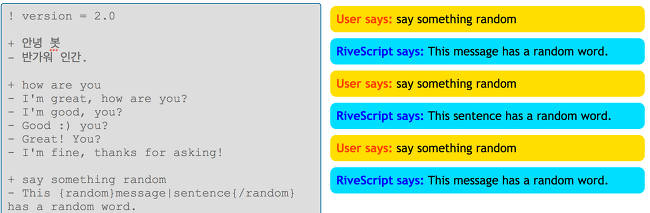 ! version = 2.0
+ 안녕 봇
- 반가워 인간.
+ how are you
- I'm great, how are you?
- I'm good, you?
- Good :) you?
- Great! You?
- I'm fine, thanks for asking!
+ say something random
- This {random}message|sentence{/random}
has a random word.
User says: say something random
RiveScript says: This message has a random word.
User says: say something random
RiveScript says: This sentence has a random word.
User says: say something random
RiveScript says: This message has a random word.